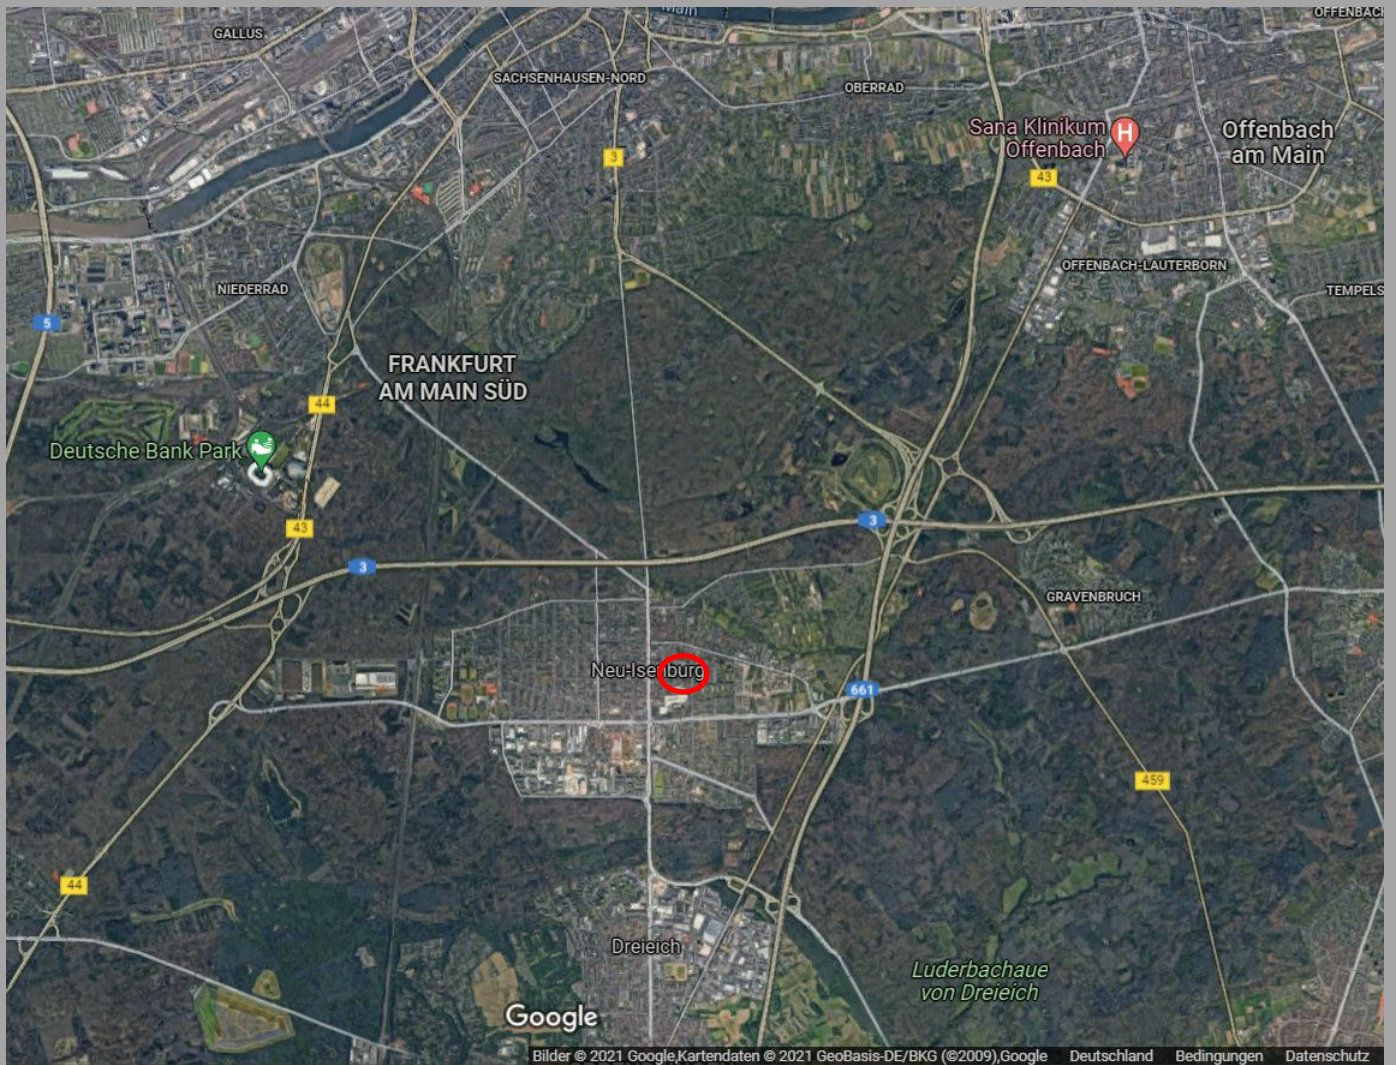 Main
OFFENBACH
GALLUS
SACHSENHAUSEN-NORD
OBERRAD
Sana Klinikum
Offenbach
H
Offenbach
am Main
3
43
OFFENBACH-LAUTERBORN
NIEDERRAD
TEMPELS
5
FRANKFURT
AM MAIN SÜD
44
Deutsche Bank Park
43
3
3
GRAVENBRUCH
Neu-Isenburg
661
459
44
Dreieich
Luderbachaue
von Dreieich
Google
Bilder © 2021 Google,Kartendaten © 2021 GeoBasis-DE/BKG (©2009),Google Deutschland Bedingungen Datenschutz